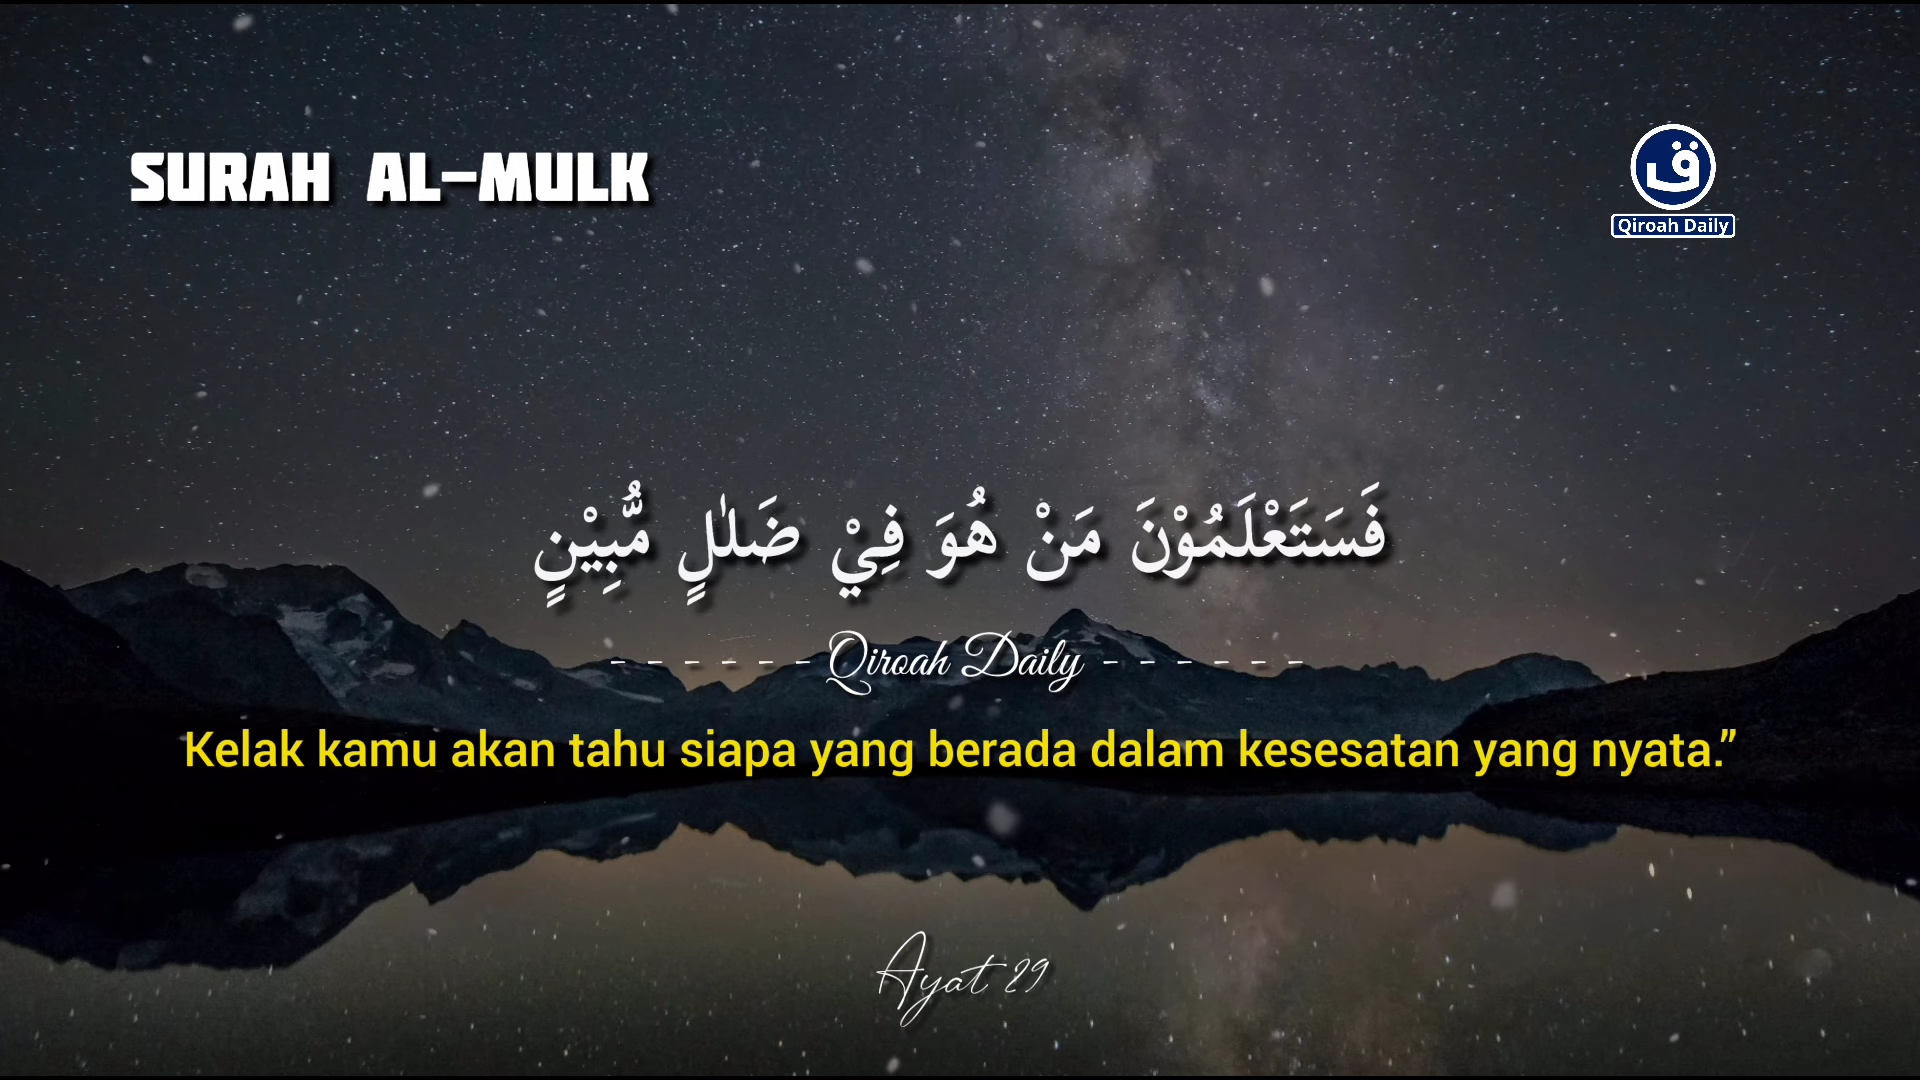 SURAH AL-MULK
ق
Qiroah Daily
فَسَتَعْلَمُوْنَ مَنْ هُوَ فِيْ ضَلٰلٍ مُّبِيْنٍ
- - - - - - Qiroah Daily - - - - - -
Kelak kamu akan tahu siapa yang berada dalam kesesatan yang nyata.”
Ayat 29